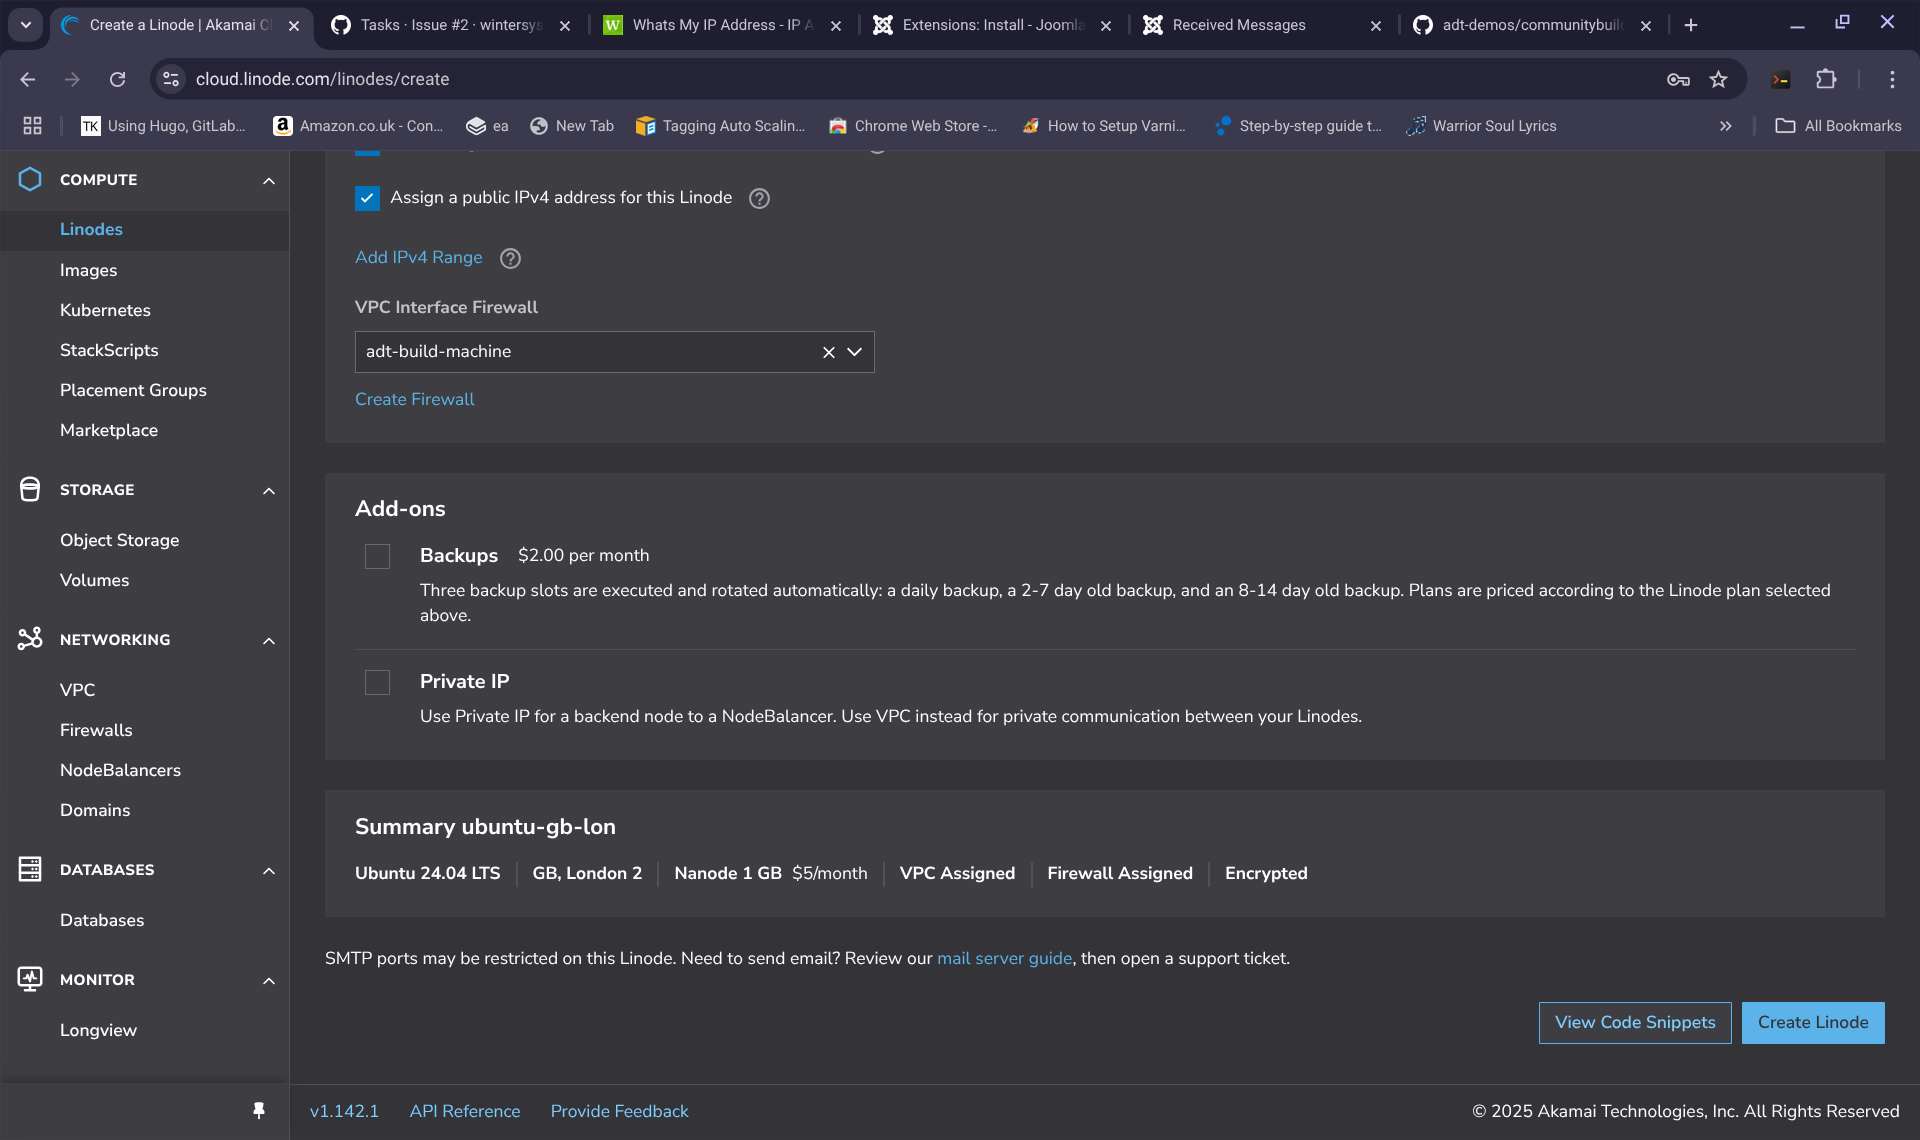 Create a Linode | Akamai Cl
Tasks · Issue #2 · wintersys
Whats My IP Address - IP A
Extensions: Install - Joomla
Received Messages
adt-demos/communitybuil
cloud.linode.com/linodes/create
Using Hugo, GitLab...
Amazon.co.uk - Con...
ea
New Tab
Tagging Auto Scalin...
Chrome Web Store -...
How to Setup Varni...
Step-by-step guide t...
Warrior Soul Lyrics
All Bookmarks
COMPUTE
Linodes
Images
Kubernetes
StackScripts
Placement Groups
Marketplace
STORAGE
Object Storage
Volumes
NETWORKING
VPC
Firewalls
NodeBalancers
Domains
DATABASES
Databases
MONITOR
Longview
Assign a public IPv4 address for this Linode
Add IPv4 Range
VPC Interface Firewall
adt-build-machine
Create Firewall
Add-ons
Backups $2.00 per month
Three backup slots are executed and rotated automatically: a daily backup, a 2-7 day old backup, and an 8-14 day old backup. Plans are priced according to the Linode plan selected
above.
Private IP
Use Private IP for a backend node to a NodeBalancer. Use VPC instead for private communication between your Linodes.
Summary ubuntu-gb-lon
Ubuntu 24.04 LTS GB, London 2 Nanode 1 GB $5/month VPC Assigned Firewall Assigned Encrypted
SMTP ports may be restricted on this Linode. Need to send email? Review our mail server guide, then open a support ticket.
View Code Snippets Create Linode
v1.142.1 API Reference Provide Feedback
© 2025 Akamai Technologies, Inc. All Rights Reserved